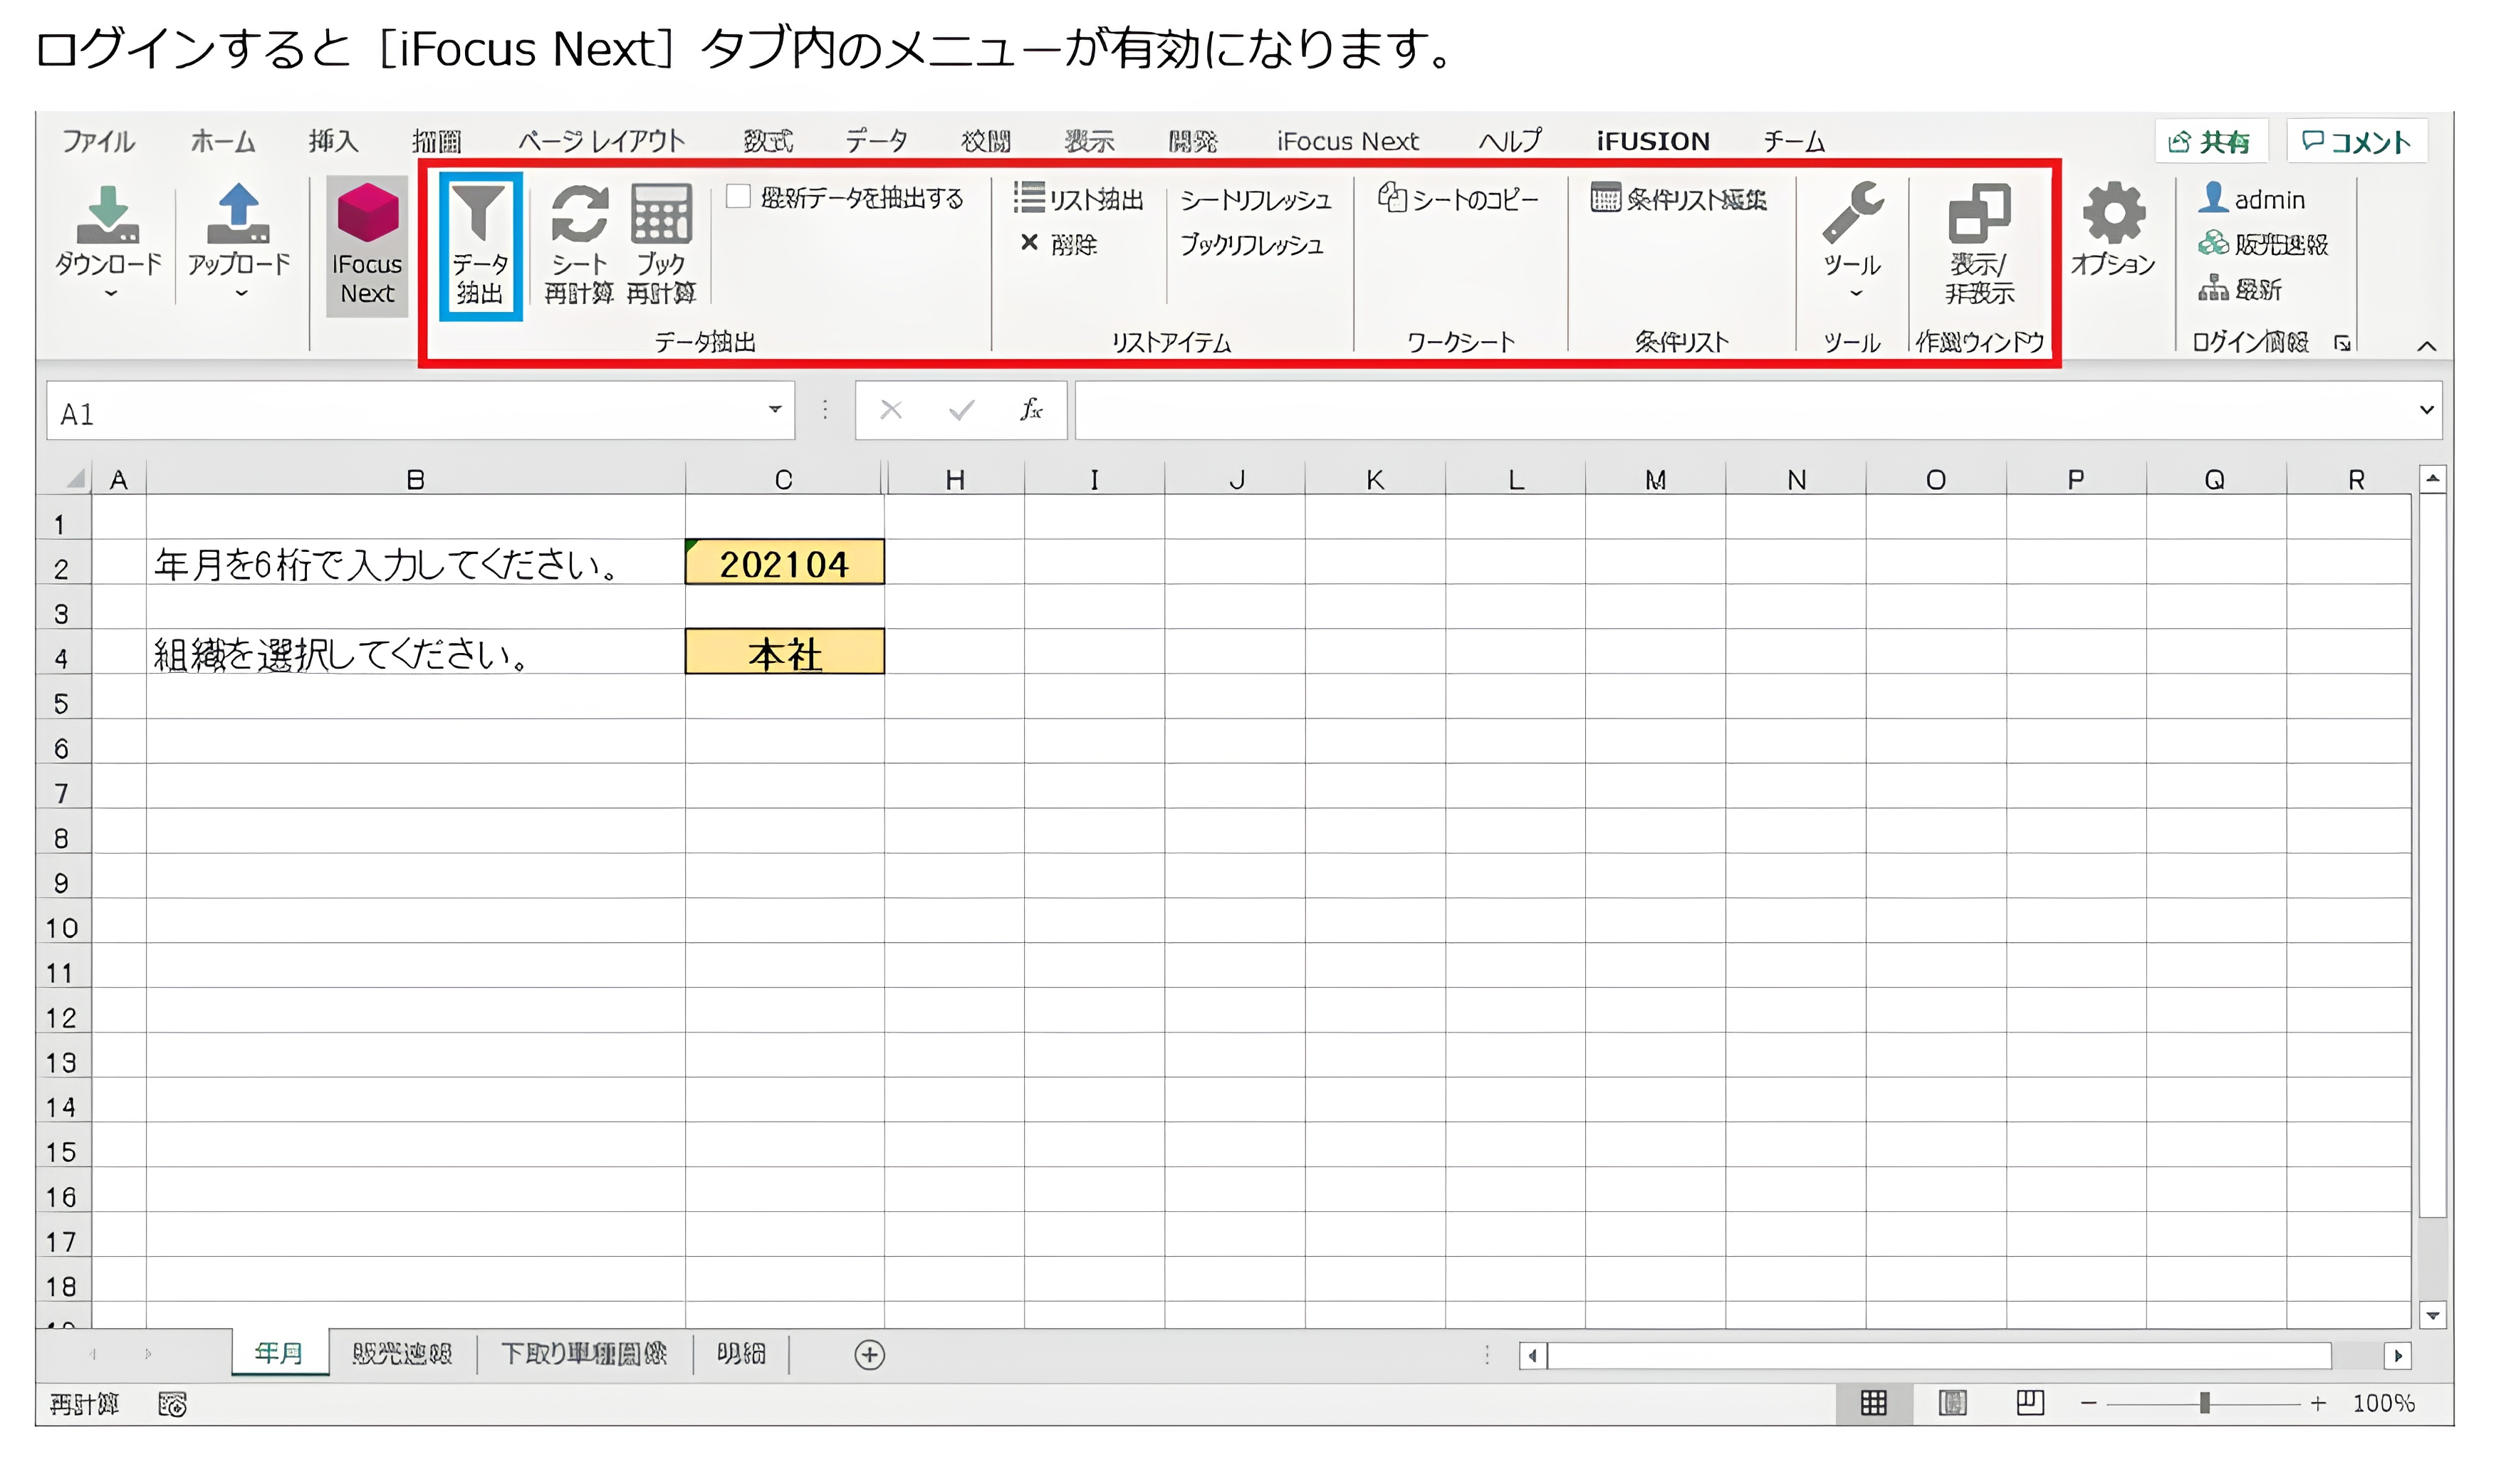 ログインすると［iFocus Next］タブ内のメニューが有効になります。
ファイル ホーム 挿入 描画 ページ レイアウト 数式 データ 校閲 表示 開発 iFocus Next ヘルプ iFUSION チーム 共有 コメント
ダウンロード アップロード iFocus Next データ抽出 シート再計算 ブック再計算 最新データを抽出する リスト抽出 シートリフレッシュ シートのコピー 条件リスト編集 ツール 表示/非表示 オプション admin
削除 ブックリフレッシュ 販売速報
最新
データ抽出 リストアイテム ワークシート 条件リスト ツール 作業ウィンドウ ログイン情報
A1 fx
A B C H I J K L M N O P Q R
1
2 年月を6桁で入力してください。 202104
3
4 組織を選択してください。 本社
5
6
7
8
9
10
11
12
13
14
15
16
17
18
年月 販売速報 下取り 明細
再計算 100%